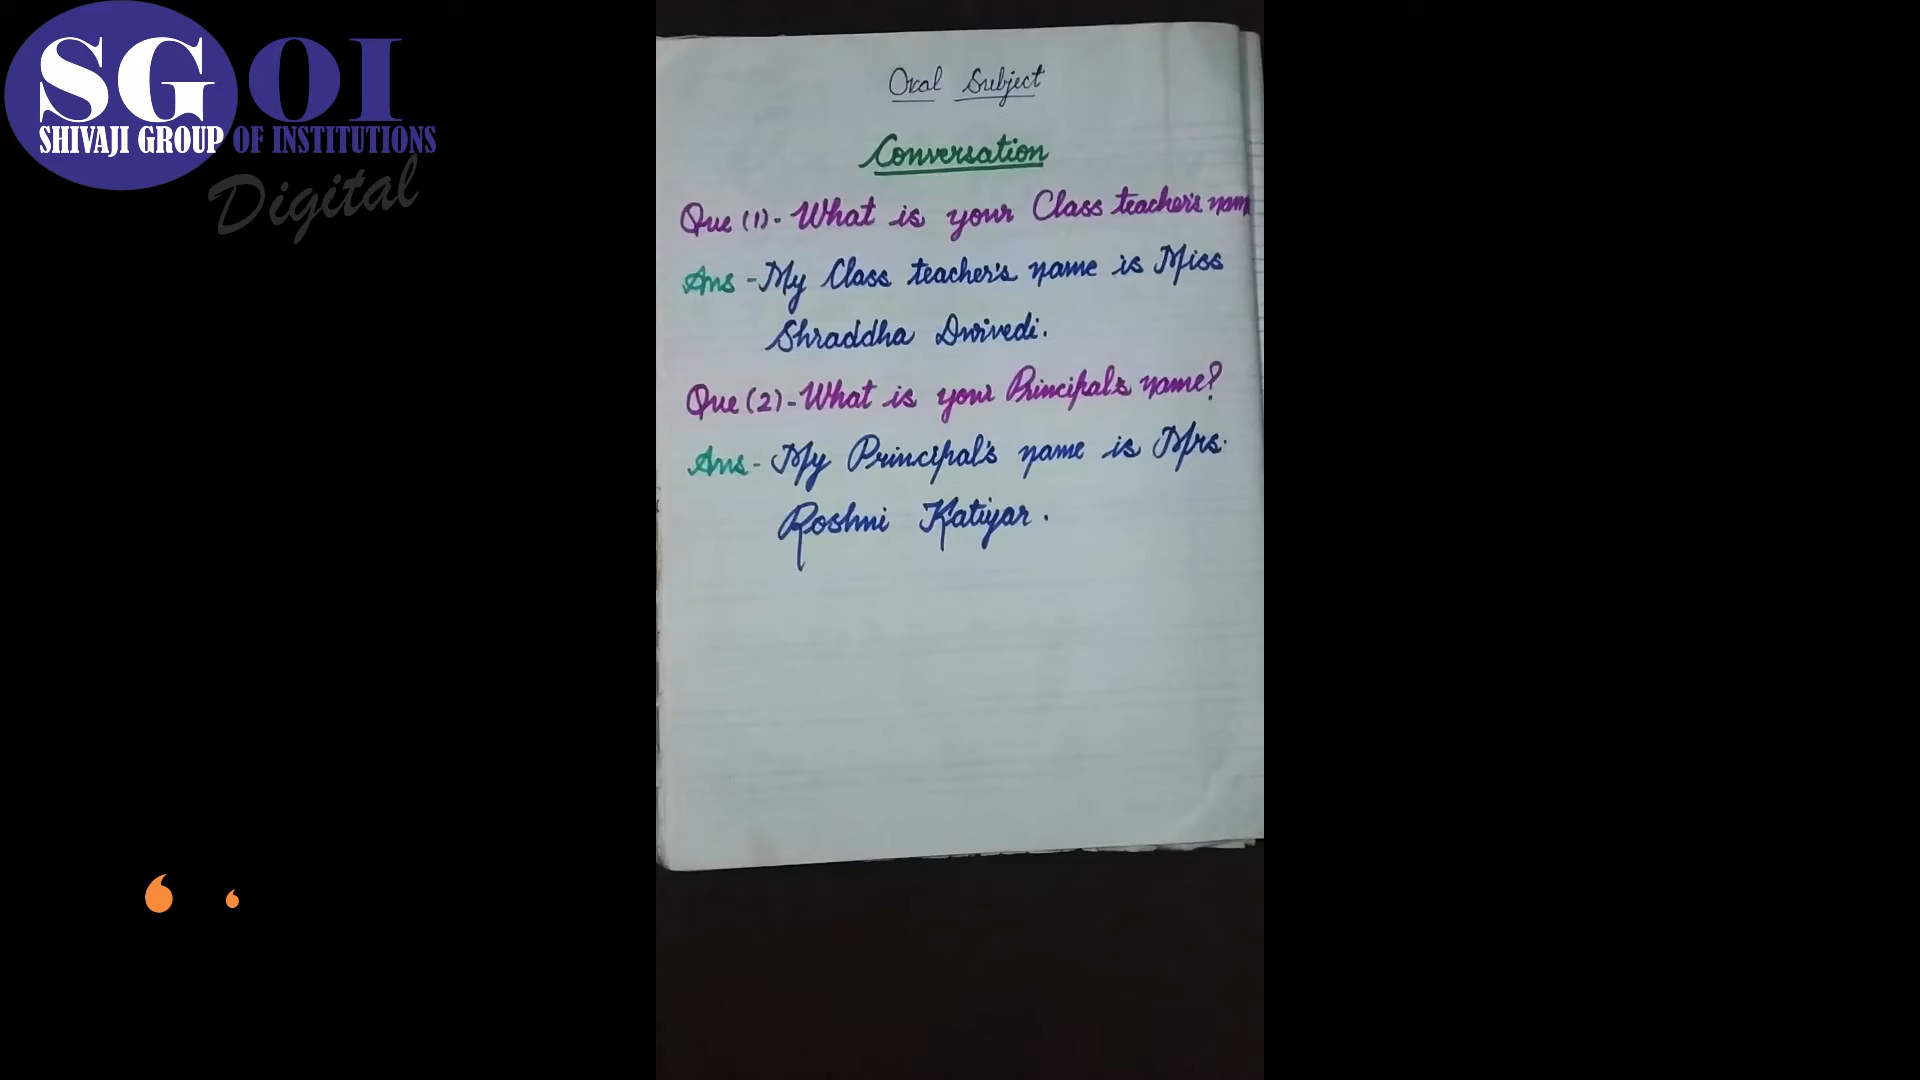 SGOI
SHIVAJI GROUP OF INSTITUTIONS
Digital
Oral Subject
Conversation
Que (1)- What is your Class teacher's name
Ans - My Class teacher's name is Miss
Shraddha Dwivedi.
Que (2)- What is your Principal's name?
Ans - My Principal's name is Mrs.
Roshni Katiyar.